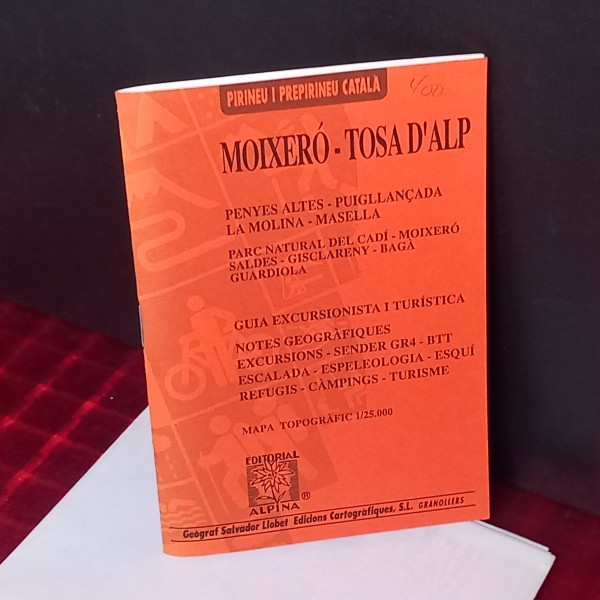 PIRINEU I PREPIRINEU CATALÀ
400
MOIXERÓ - TOSA D'ALP
PENYES ALTES - PUIGLLANÇADA
LA MOLINA - MASELLA
PARC NATURAL DEL CADÍ - MOIXERÓ
SALDES - GISCLARENY - BAGÀ
GUARDIOLA
GUIA EXCURSIONISTA I TURÍSTICA
NOTES GEOGRÀFIQUES
EXCURSIONS - SENDER GR4 - BTT
ESCALADA - ESPELEOLOGIA - ESQUÍ
REFUGIS - CÀMPINGS - TURISME
MAPA TOPOGRÀFIC 1/25.000
EDITORIAL
ALPINA ®
Geògraf Salvador Llobet Edicions Cartogràfiques, S.L. GRANOLLERS